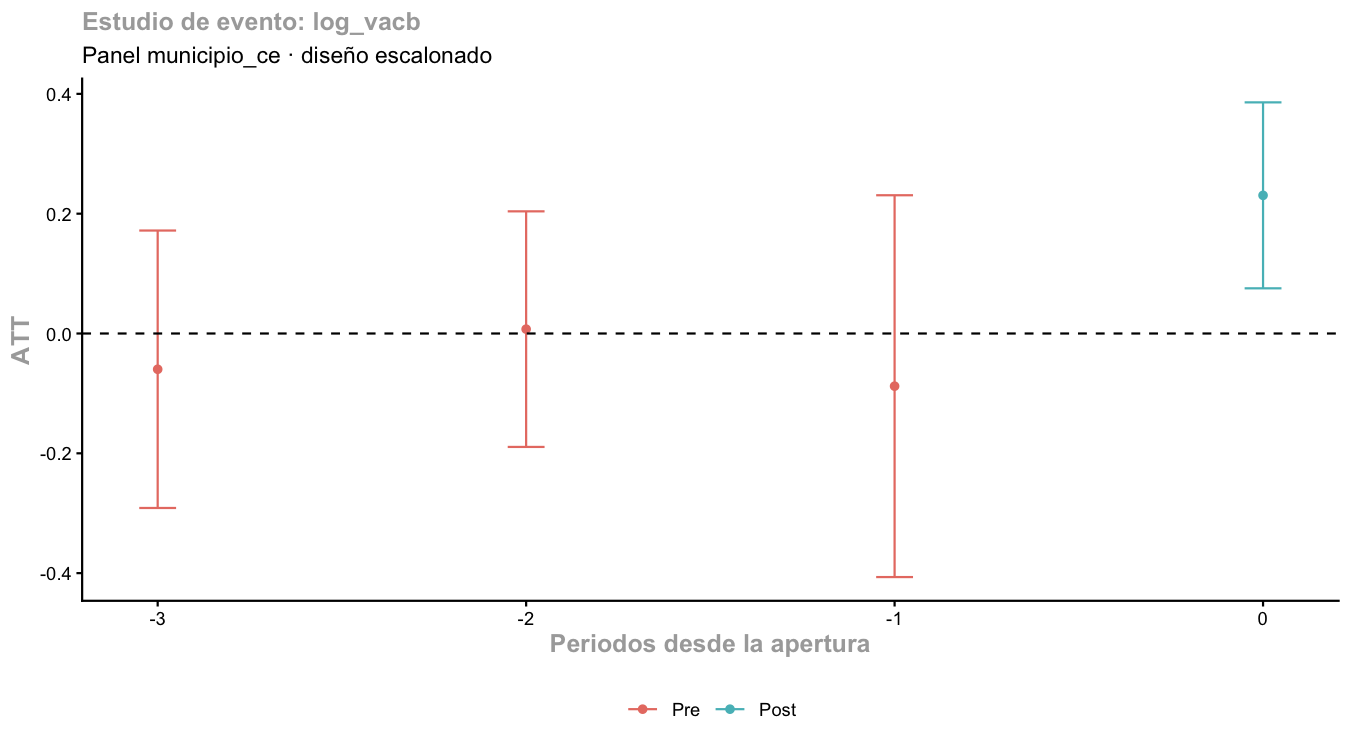 Estudio de evento: log_vacb
Panel municipio_ce · diseño escalonado
ATT
0.4
0.2
0.0
-0.2
-0.4
-3 -2 -1 0
Periodos desde la apertura
Pre Post